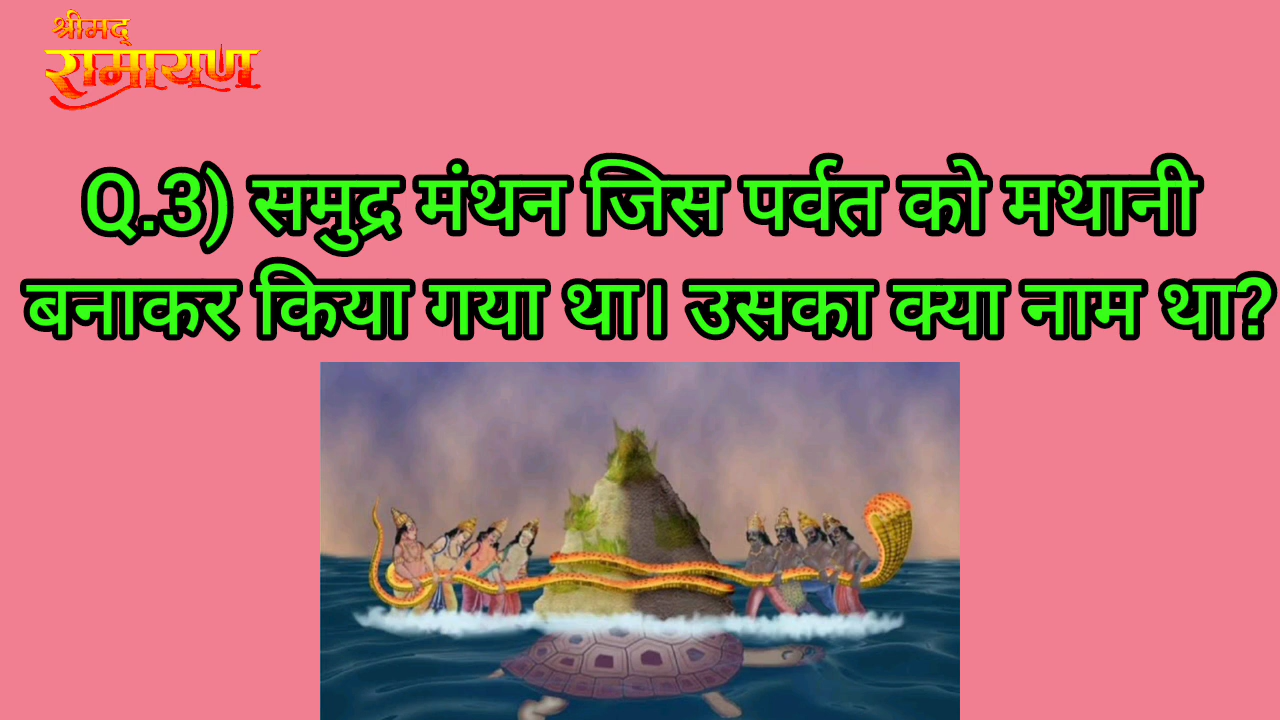 श्रीमद्
रामायण
Q.3) समुद्र मंथन जिस पर्वत को मथानी
बनाकर किया गया था। उसका क्या नाम था?